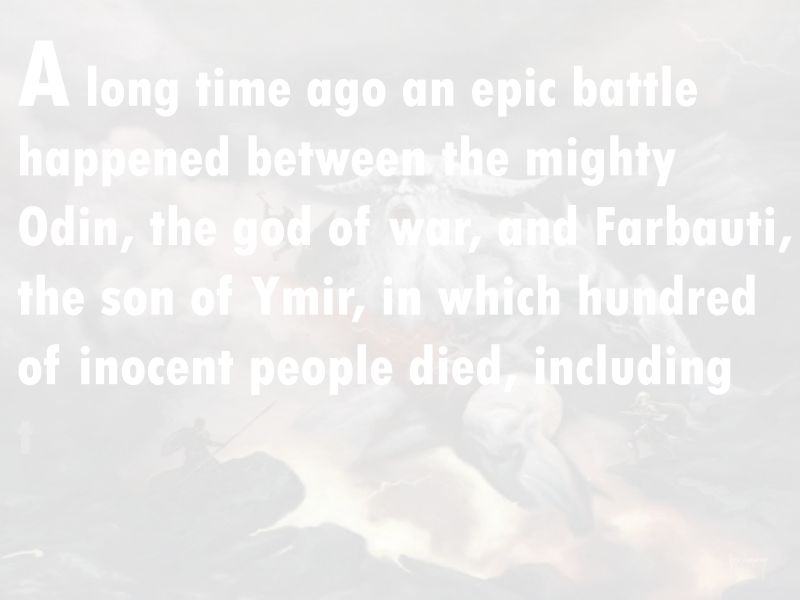 A long time ago an epic battle
happened between the mighty
Odin, the god of war, and Farbauti,
the son of Ymir, in which hundred
of inocent people died, including
t